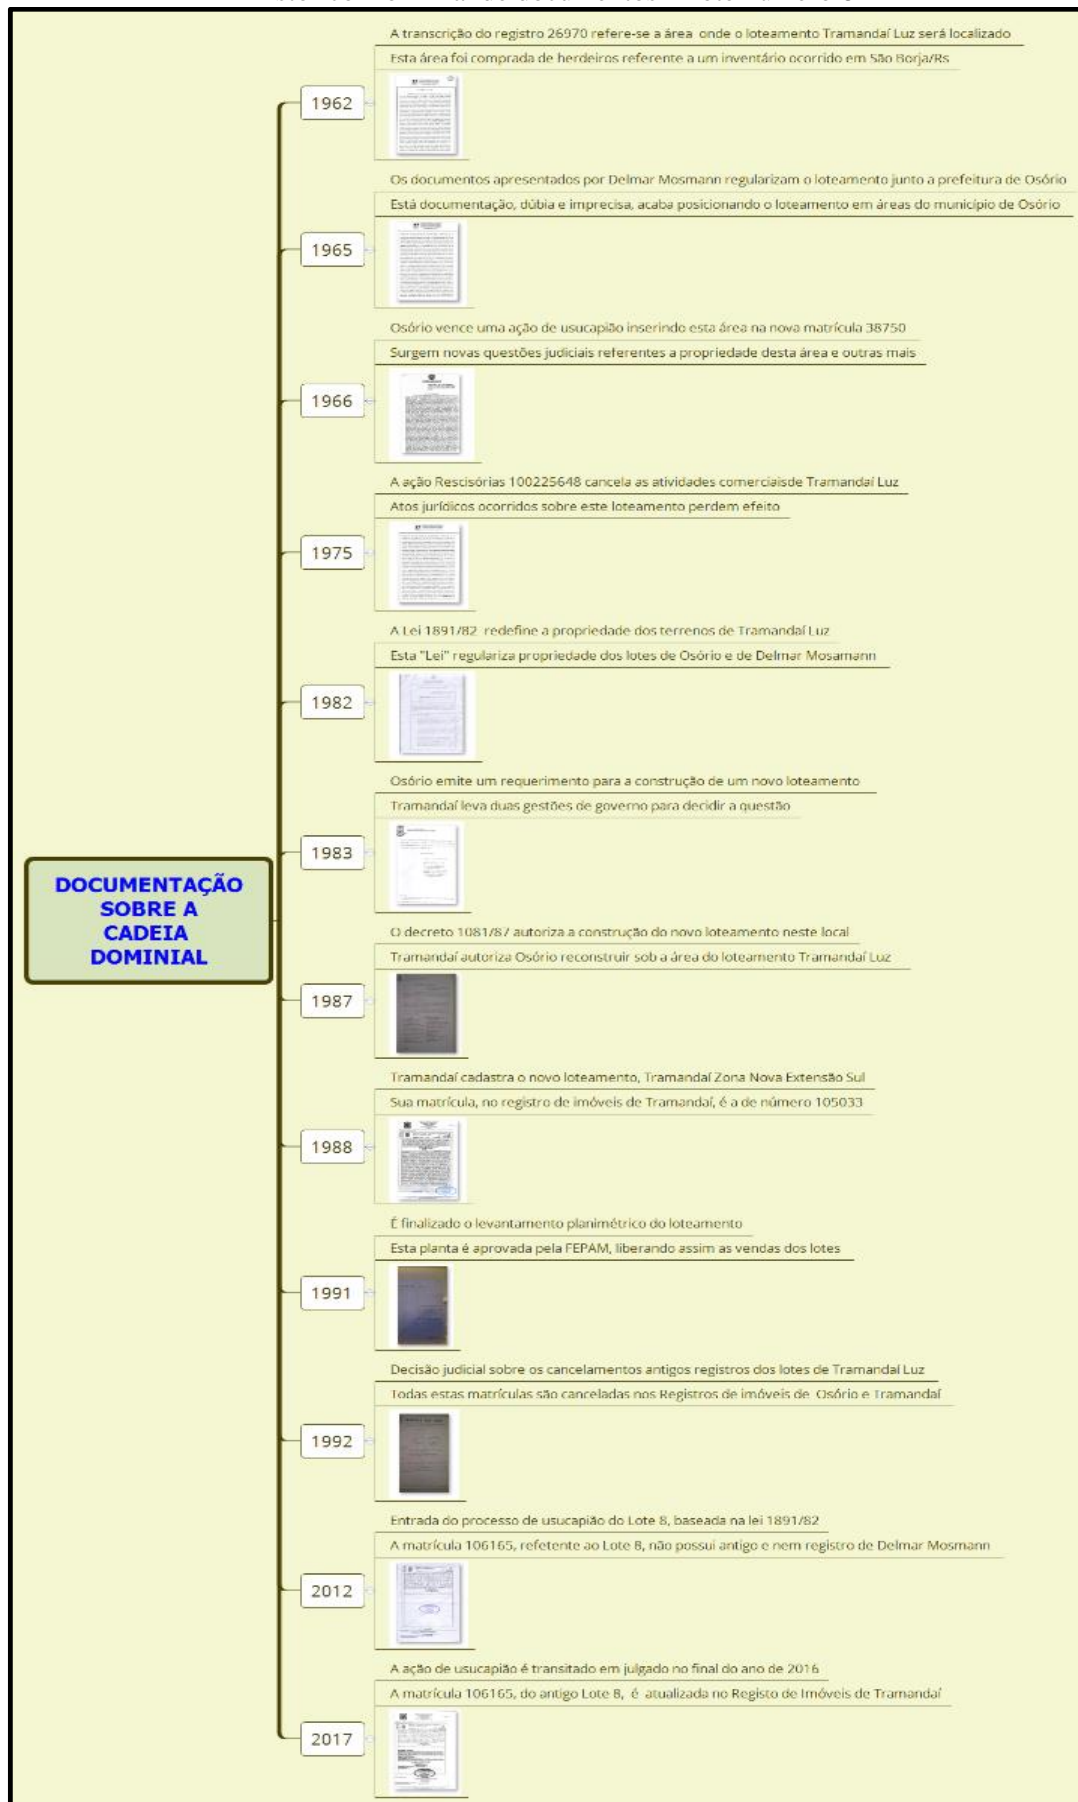 A transcrição do registro 26970 refere-se a área onde o loteamento Tramandaí Luz será localizado
Esta área foi comprada de herdeiros referente a um inventário ocorrido em São Borja/Rs
1962
Os documentos apresentados por Delmar Mosmann regularizam o loteamento junto a prefeitura de Osório
Está documentação, dúbia e imprecisa, acaba posicionando o loteamento em áreas do município de Osório
1965
Osório vence uma ação de usucapião inserindo esta área na nova matrícula 38750
Surgem novas questões judiciais referentes a propriedade desta área e outras mais
1966
A ação Rescisórias 100225648 cancela as atividades comerciaisde Tramandaí Luz
Atos jurídicos ocorridos sobre este loteamento perdem efeito
1975
A Lei 1891/82 redefine a propriedade dos terrenos de Tramandaí Luz
Esta "Lei" regulariza propriedade dos lotes de Osório e de Delmar Mosamann
1982
Osório emite um requerimento para a construção de um novo loteamento
Tramandaí leva duas gestões de governo para decidir a questão
1983
DOCUMENTAÇÃO
SOBRE A
CADEIA
DOMINIAL
O decreto 1081/87 autoriza a construção do novo loteamento neste local
Tramandaí autoriza Osório reconstruir sob a área do loteamento Tramandaí Luz
1987
Tramandaí cadastra o novo loteamento, Tramandaí Zona Nova Extensão Sul
Sua matrícula, no registro de imóveis de Tramandaí, é a de número 105033
1988
É finalizado o levantamento planimétrico do loteamento
Esta planta é aprovada pela FEPAM, liberando assim as vendas dos lotes
1991
Decisão judicial sobre os cancelamentos antigos registros dos lotes de Tramandaí Luz
Todas estas matrículas são canceladas nos Registros de imóveis de Osório e Tramandaí
1992
Entrada do processo de usucapião do Lote 8, baseada na lei 1891/82
A matrícula 106165, refetente ao Lote 8, não possui antigo e nem registro de Delmar Mosmann
2012
A ação de usucapião é transitado em julgado no final do ano de 2016
A matrícula 106165, do antigo Lote 8, é atualizada no Registo de Imóveis de Tramandaí
2017